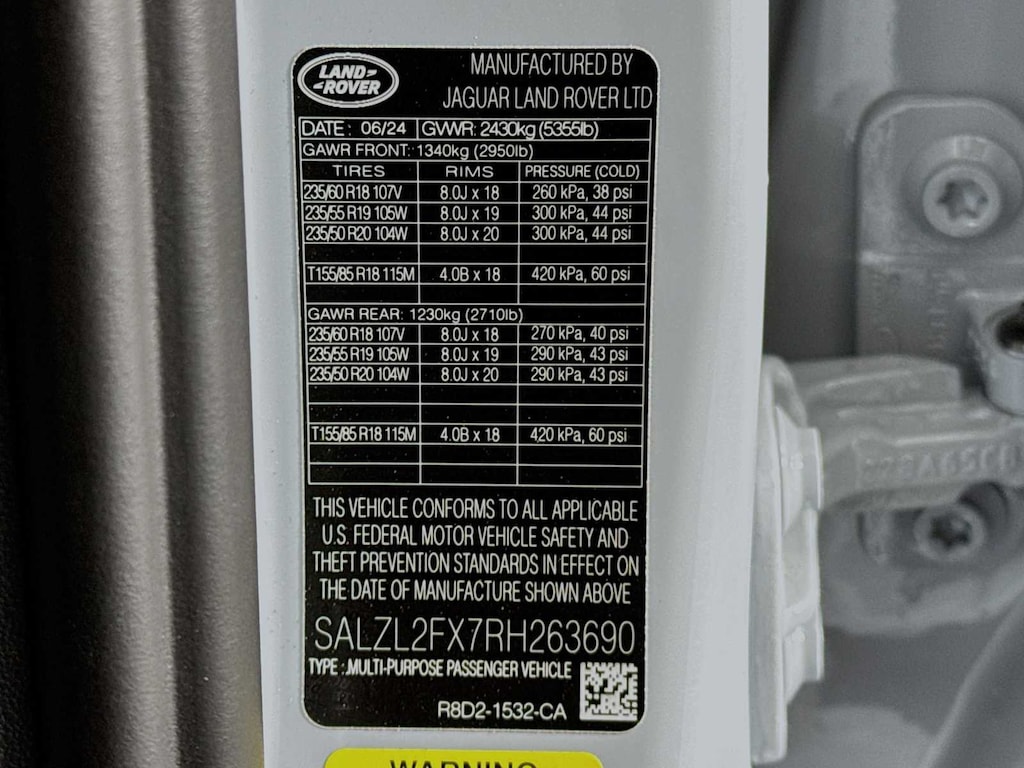 LAND-
-ROVER
MANUFACTURED BY
JAGUAR LAND ROVER LTD
DATE: 06/24 GVWR: 2430kg (5355lb)
GAWR FRONT: 1340kg (2950lb)
TIRES RIMS PRESSURE (COLD)
235/60 R18 107V 8.0J x 18 260 kPa, 38 psi
235/55 R19 105W 8.0J x 19 300 kPa, 44 psi
235/50 R20 104W 8.0J x 20 300 kPa, 44 psi
T155/85 R18 115M 4.0B x 18 420 kPa, 60 psi
GAWR REAR: 1230kg (2710lb)
235/60 R18 107V 8.0J x 18 270 kPa, 40 psi
235/55 R19 105W 8.0J x 19 290 kPa, 43 psi
235/50 R20 104W 8.0J x 20 290 kPa, 43 psi
T155/85 R18 115M 4.0B x 18 420 kPa, 60 psi
THIS VEHICLE CONFORMS TO ALL APPLICABLE
U.S. FEDERAL MOTOR VEHICLE SAFETY AND
THEFT PREVENTION STANDARDS IN EFFECT ON
THE DATE OF MANUFACTURE SHOWN ABOVE
SALZL2FX7RH263690
TYPE : MULTI-PURPOSE PASSENGER VEHICLE
R8D2-1532-CA
WARNING